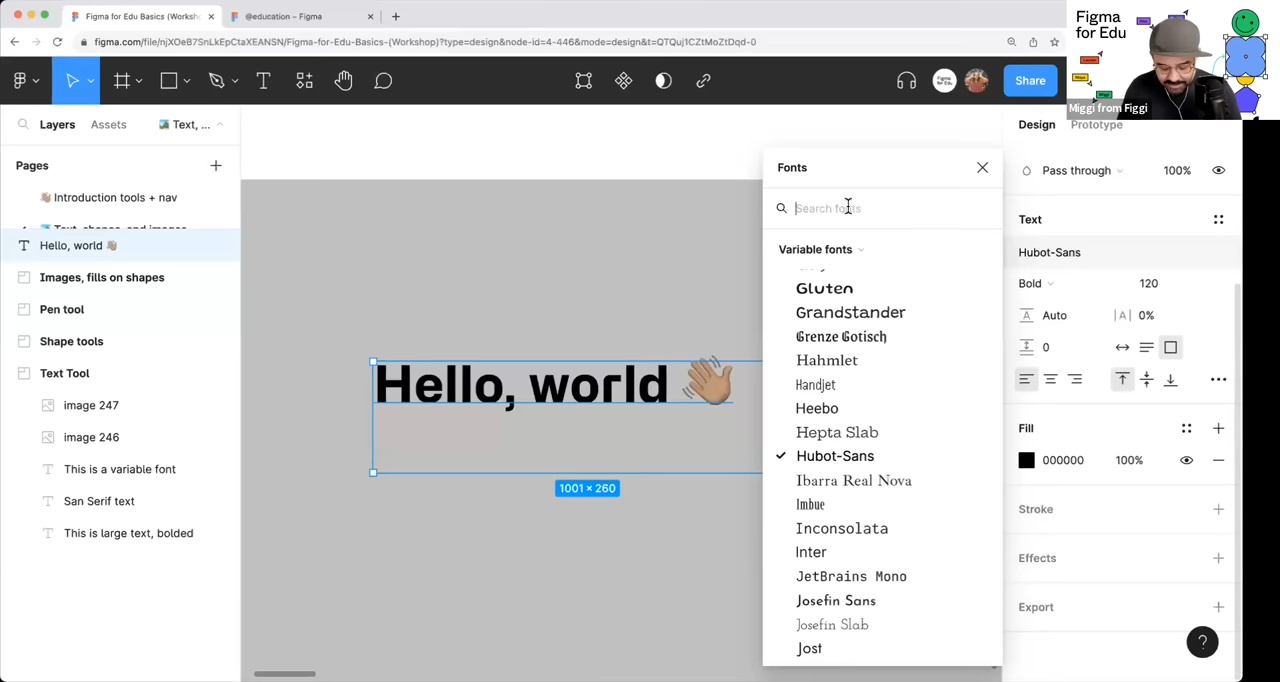 Figma for Edu Basics (Worksh
@education – Figma
figma.com/file/njXOeB7SnLkEpCtaXEANSN/Figma-for-Edu-Basics-(Workshop)?type=design&node-id=4-446&mode=design&t=QTQuj1CZtMoZtDqd-0
Figma
for Edu
Miggi from Figgi
Share
Layers
Assets
Text, ...
Pages
Introduction tools + nav
Text, shapes, and images
Hello, world
Images, fills on shapes
Pen tool
Shape tools
Text Tool
image 247
image 246
This is a variable font
San Serif text
This is large text, bolded
Hello, world
1001 × 260
Fonts
Search fonts
Variable fonts
Gluten
Grandstander
Grenze Gotisch
Hahmlet
Handjet
Heebo
Hepta Slab
Hubot-Sans
Ibarra Real Nova
Imbue
Inconsolata
Inter
JetBrains Mono
Josefin Sans
Josefin Slab
Jost
Design
Prototype
Pass through
100%
Text
Hubot-Sans
Bold
120
Auto
0%
0
Fill
000000
100%
Stroke
Effects
Export
?